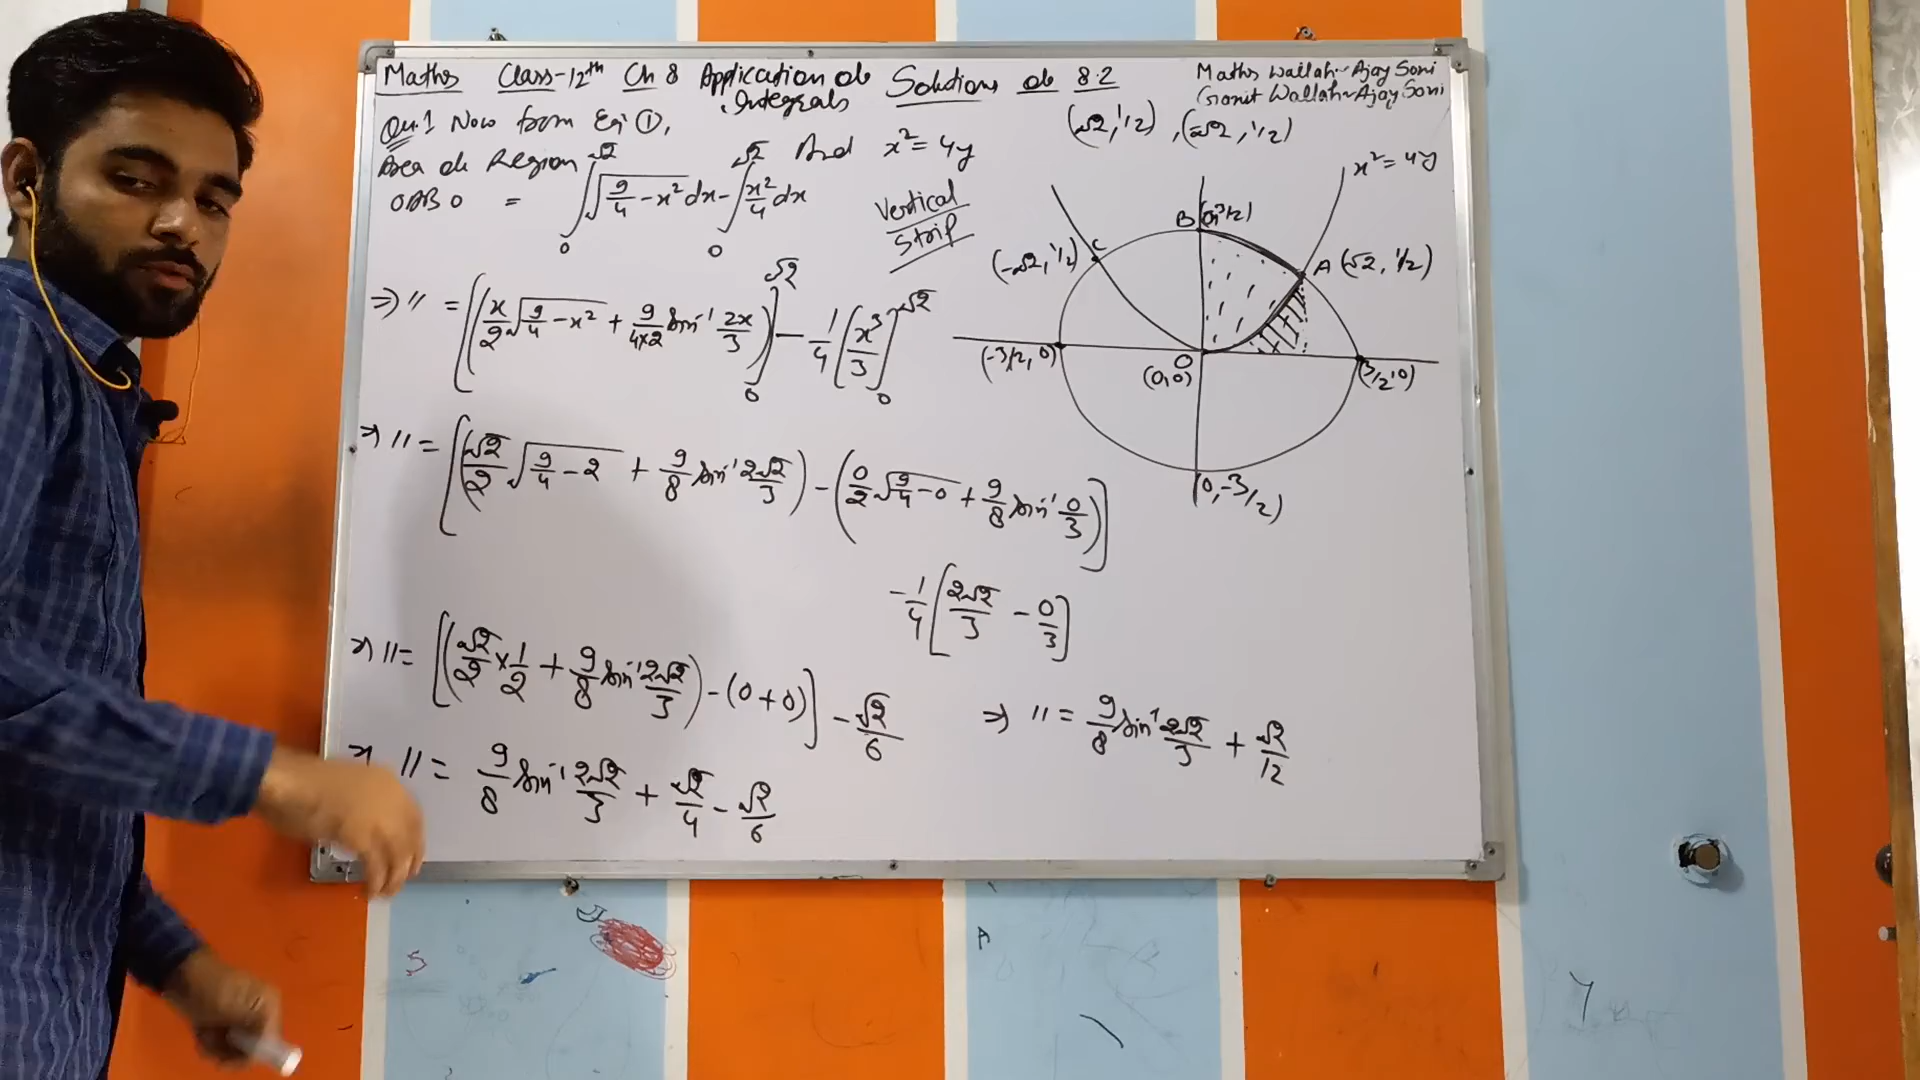 Maths Class-12th Ch 8 Application of Integrals Solutions of 8.2
Maths Wallah~Ajay Soni
Ganit Wallah~Ajay Soni
Qu.1 Now from Eqn ①,
(√2, 1/2), (-√2, 1/2)
Area of Region OABO = ∫₀^√2 √(9/4 - x²) dx - ∫₀^√2 x²/4 dx
And x² = 4y
Vertical
Strip
⇒ 〃 = [(x/2 √(9/4 - x²) + 9/(4×2) sin⁻¹ 2x/3)]₀^√2 - 1/4 [x³/3]₀^√2
⇒ 〃 = [(√2/2 √(9/4 - 2) + 9/8 sin⁻¹ 2√2/3) - (0/2 √(9/4 - 0) + 9/8 sin⁻¹ 0/3)]
- 1/4 [2√2/3 - 0/3]
⇒ 〃 = [(√2/2 × 1/2 + 9/8 sin⁻¹ 2√2/3) - (0 + 0)] - √2/6
⇒ 〃 = 9/8 sin⁻¹ 2√2/3 + √2/4 - √2/6
⇒ 〃 = 9/8 sin⁻¹ 2√2/3 + √2/12
x² = 4y
B (0, 3/2)
C
(-√2, 1/2)
A (√2, 1/2)
(-3/2, 0)
O
(0,0)
(3/2, 0)
(0, -3/2)
S
A